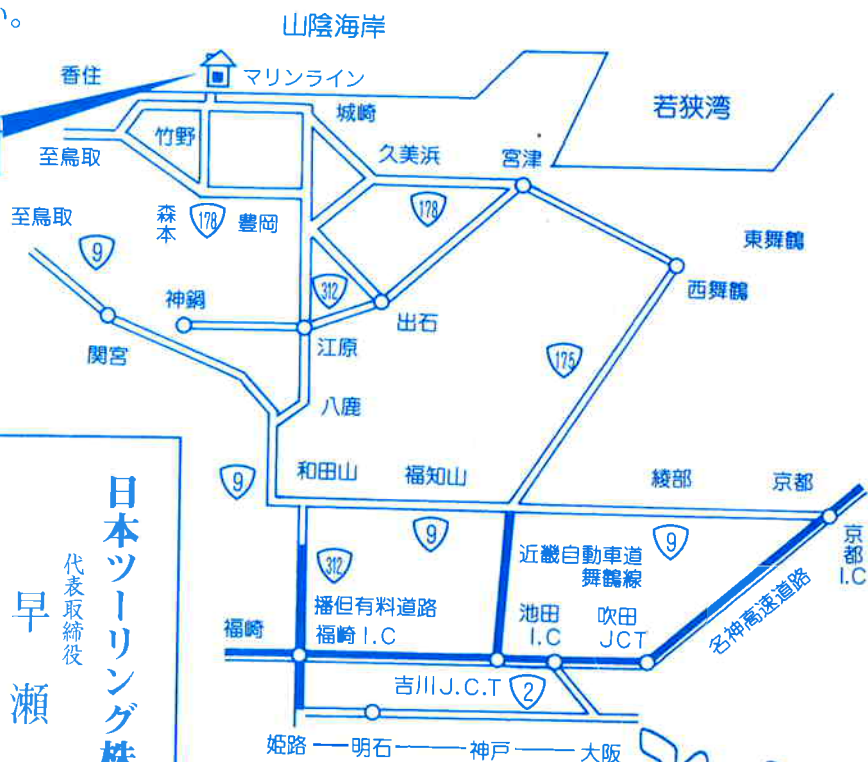 い。
山陰海岸
香住
マリンライン
若狭湾
城崎
竹野
久美浜
宮津
至鳥取
至鳥取
森本
178
豊岡
178
9
東舞鶴
神鍋
312
西舞鶴
出石
関宮
江原
175
八鹿
9
和田山
福知山
綾部
京都
9
9
京都I.C
312
近畿自動車道
舞鶴線
播但有料道路
福崎I.C
福崎
池田
I.C
吹田
JCT
名神高速道路
吉川J.C.T
2
姫路
明石
神戸
大阪
日本ツーリング株
代表取締役
早瀬